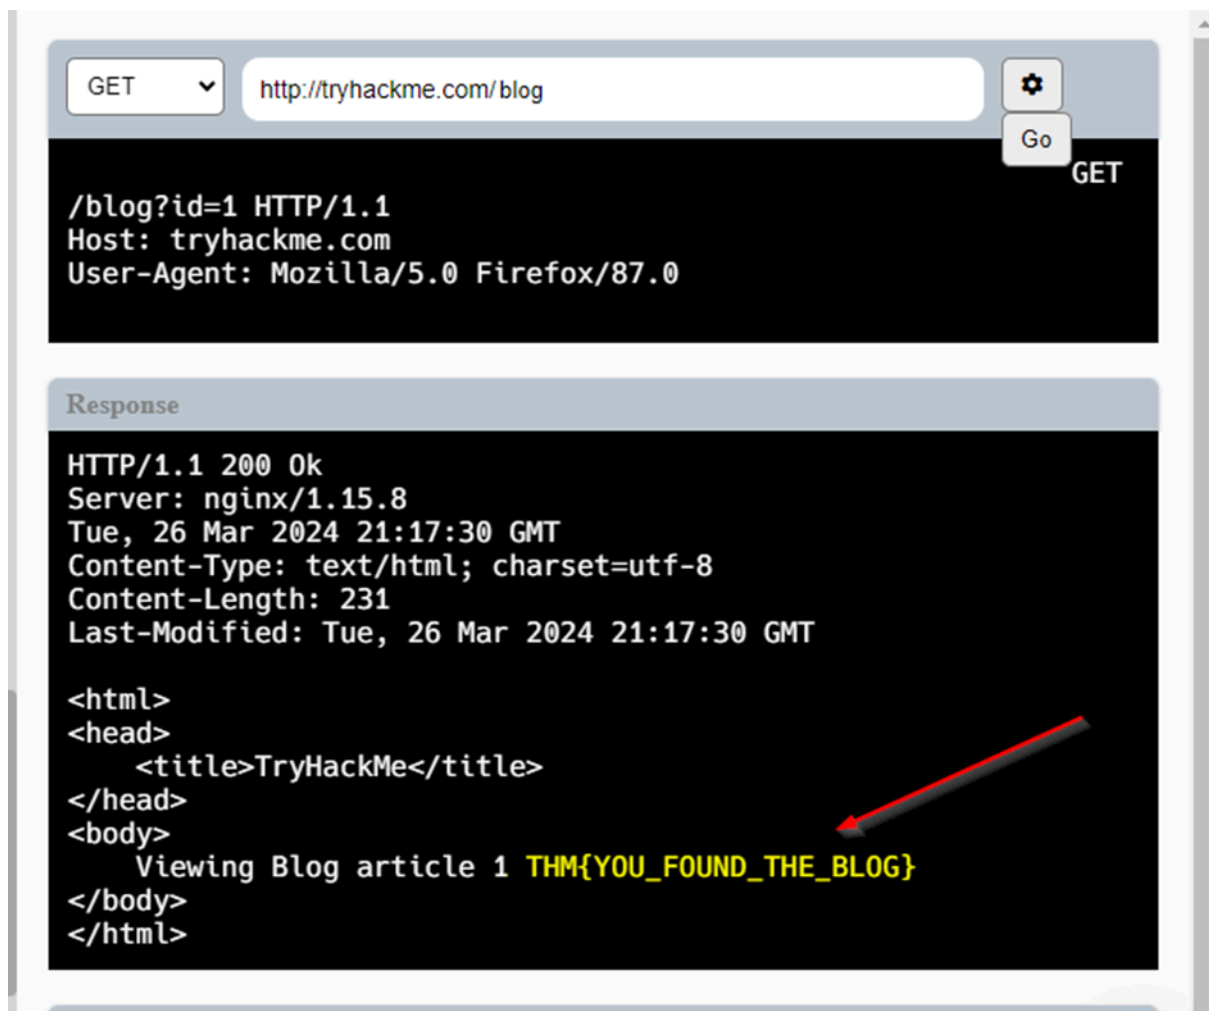 GET
http://tryhackme.com/blog
Go
GET
/blog?id=1 HTTP/1.1
Host: tryhackme.com
User-Agent: Mozilla/5.0 Firefox/87.0
Response
HTTP/1.1 200 Ok
Server: nginx/1.15.8
Tue, 26 Mar 2024 21:17:30 GMT
Content-Type: text/html; charset=utf-8
Content-Length: 231
Last-Modified: Tue, 26 Mar 2024 21:17:30 GMT
<html>
<head>
<title>TryHackMe</title>
</head>
<body>
Viewing Blog article 1 THM{YOU_FOUND_THE_BLOG}
</body>
</html>